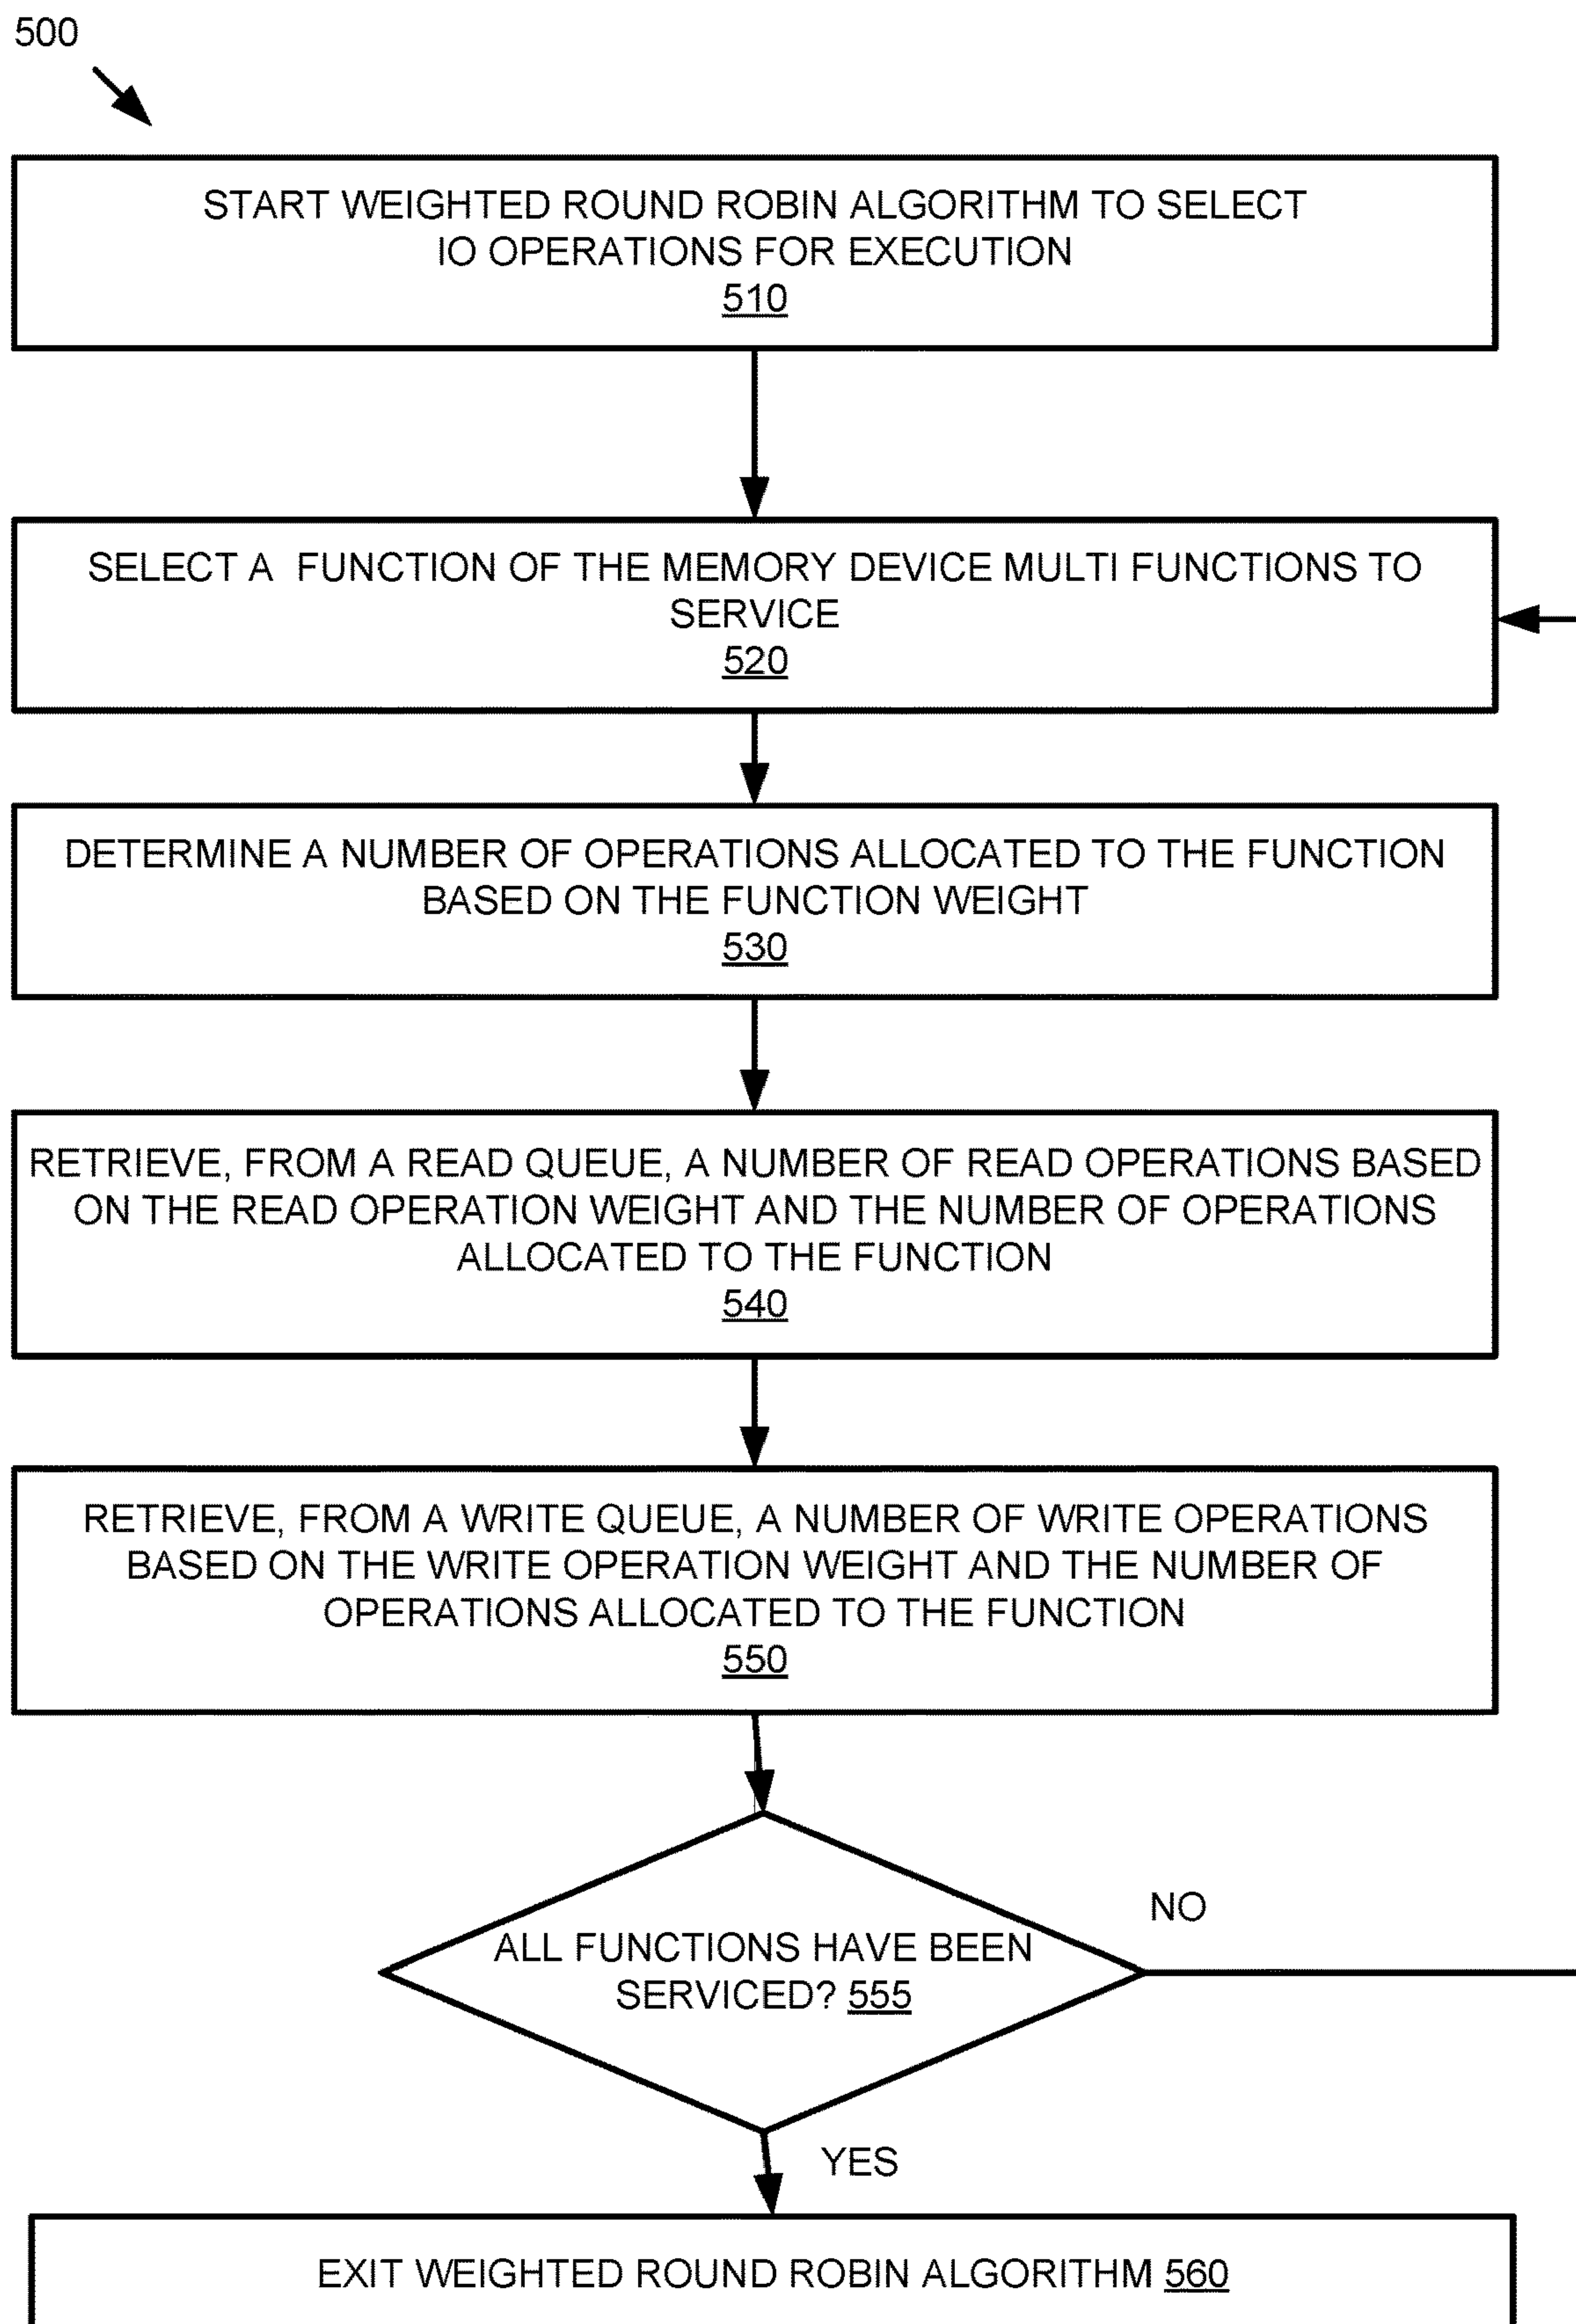 500
START WEIGHTED ROUND ROBIN ALGORITHM TO SELECT
IO OPERATIONS FOR EXECUTION
510
SELECT A FUNCTION OF THE MEMORY DEVICE MULTI FUNCTIONS TO
SERVICE
520
DETERMINE A NUMBER OF OPERATIONS ALLOCATED TO THE FUNCTION
BASED ON THE FUNCTION WEIGHT
530
RETRIEVE, FROM A READ QUEUE, A NUMBER OF READ OPERATIONS BASED
ON THE READ OPERATION WEIGHT AND THE NUMBER OF OPERATIONS
ALLOCATED TO THE FUNCTION
540
RETRIEVE, FROM A WRITE QUEUE, A NUMBER OF WRITE OPERATIONS
BASED ON THE WRITE OPERATION WEIGHT AND THE NUMBER OF
OPERATIONS ALLOCATED TO THE FUNCTION
550
NO
ALL FUNCTIONS HAVE BEEN
SERVICED? 555
YES
EXIT WEIGHTED ROUND ROBIN ALGORITHM 560